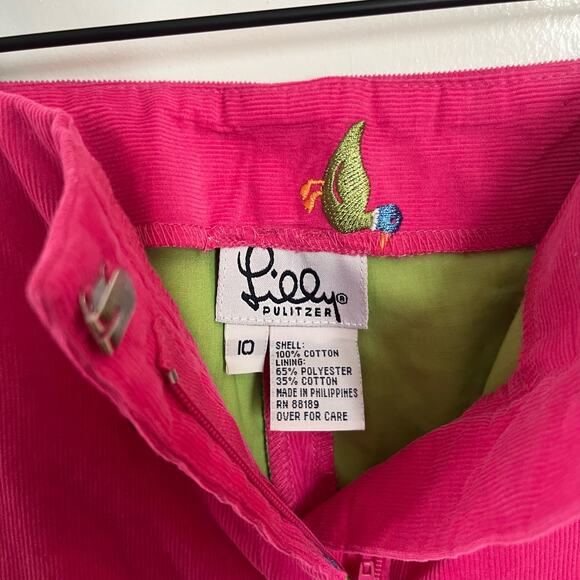 Lilly®
PULITZER
10
SHELL:
100% COTTON
LINING:
65% POLYESTER
35% COTTON
MADE IN PHILIPPINES
RN 88189
OVER FOR CARE